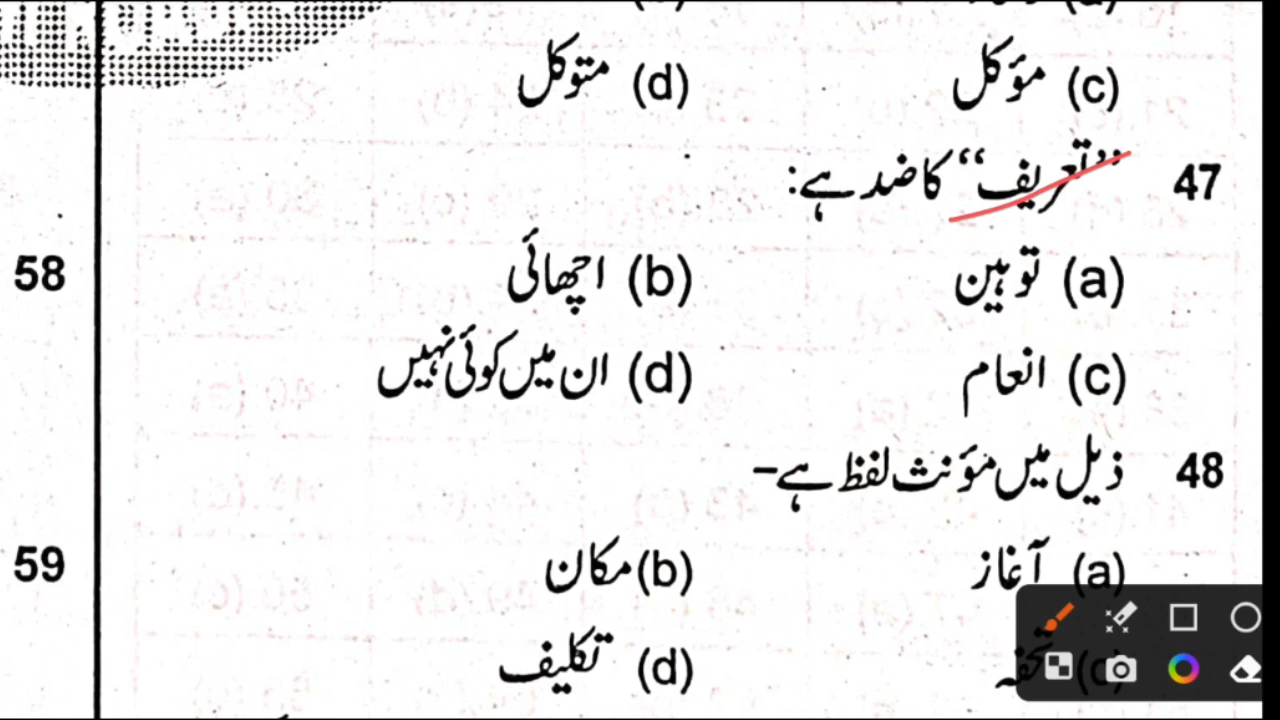 (c) مؤکل (d) متوکل
47 ”تعریف“ کا ضد ہے:
(a) توہین (b) اچھائی
(c) انعام (d) ان میں کوئی نہیں
48 ذیل میں مؤنث لفظ ہے–
(a) آغاز (b) مکان
(c) تحفہ (d) تکلیف
58
59